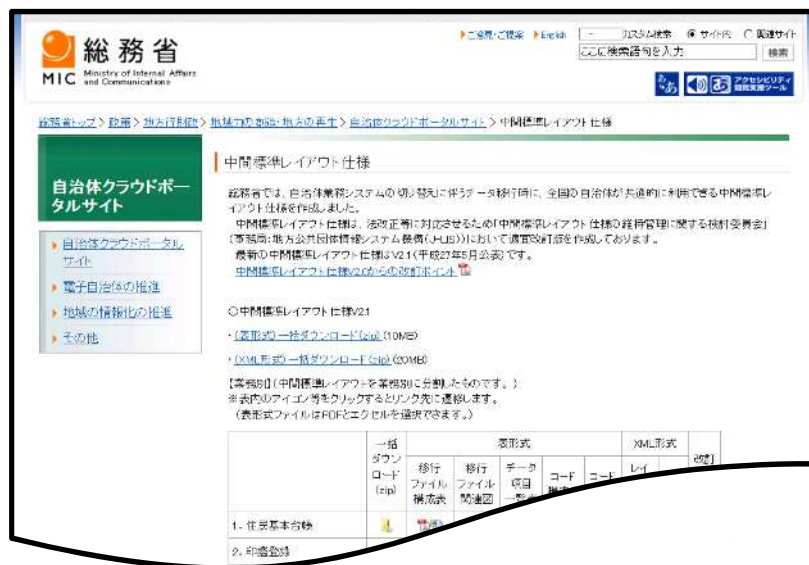 総務省
MIC Ministry of Internal Affairs
and Communications
ご意見・ご提案 English カスタム検索 サイト内 関連サイト
ここに検索語句を入力 検索
ああ アクセシビリティ
閲覧支援ツール
総務省トップ > 政策 > 地方行財政 > 地域力の創造・地方の再生 > 自治体クラウドポータルサイト > 中間標準レイアウト仕様
自治体クラウドポー
タルサイト
自治体クラウドポータル
サイト
電子自治体の推進
地域の情報化の推進
その他
中間標準レイアウト仕様
総務省では、自治体業務システムの切り替えに伴うデータ移行時に、全国の自治体が共通的に利用できる中間標準レ
イアウト仕様を作成しました。
中間標準レイアウト仕様は、法改正等に対応させるため「中間標準レイアウト仕様の維持管理に関する検討委員会」
(事務局:地方公共団体情報システム機構(J-LIS))において適宜改訂版を作成しております。
最新の中間標準レイアウト仕様はV2.1(平成27年5月公表)です。
中間標準レイアウト仕様V2.0からの改訂ポイント
○中間標準レイアウト仕様V2.1
・(表形式)一括ダウンロード(zip)(10MB)
・(XML形式)一括ダウンロード(zip)(20MB)
【業務別】(中間標準レイアウトを業務別に分割したものです。)
※表内のアイコン等をクリックするとリンク先に遷移します。
(表形式ファイルはPDFとエクセルを選択できます。)
一括
ダウン
ロード
(zip)
表形式
XML形式
改訂
移行
ファイル
構成表
移行
ファイル
関連図
データ
項目
一覧表
コード
コード
レイ
1. 住民基本台帳
2. 印鑑登録